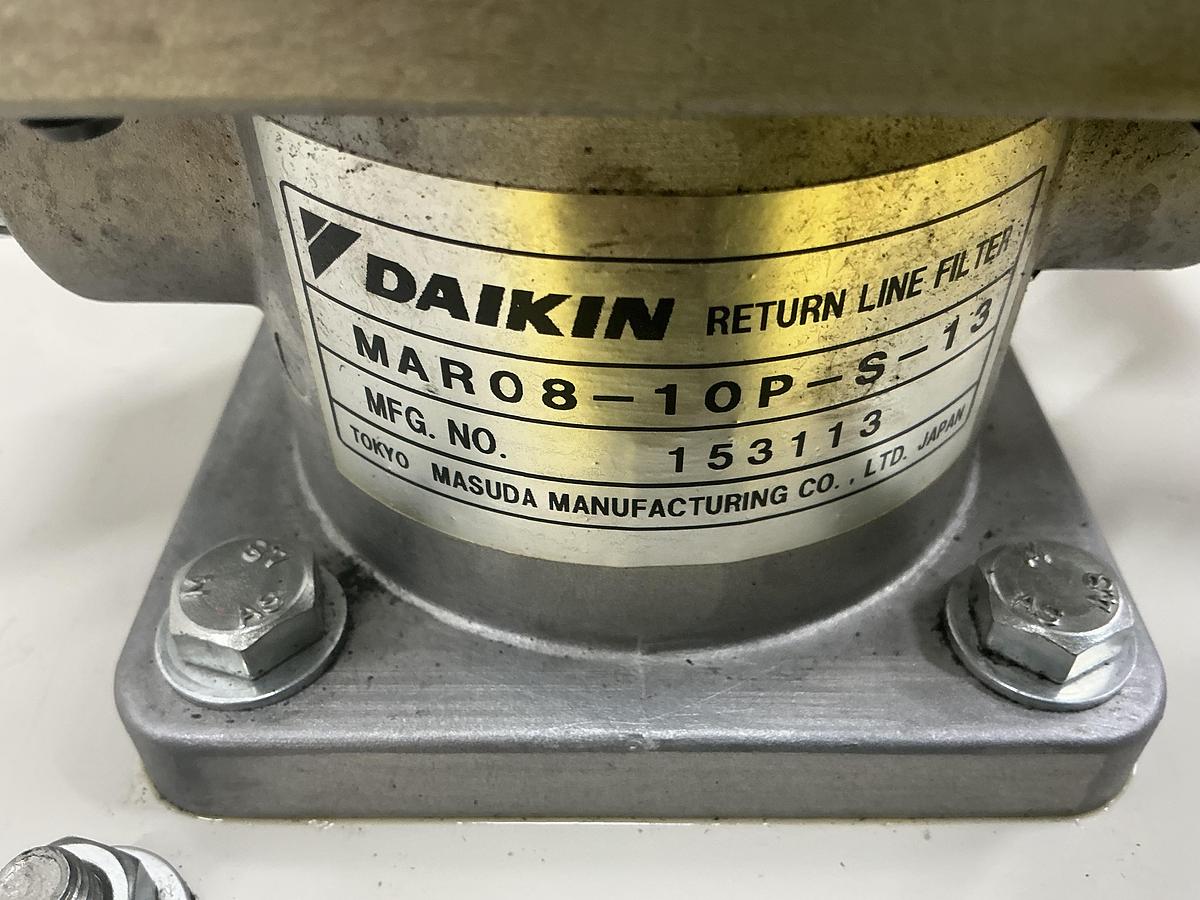 DAIKIN RETURN LINE FILTER
MAR08-10P-S-13
MFG. NO. 153113
TOKYO MASUDA MANUFACTURING CO., LTD. JAPAN